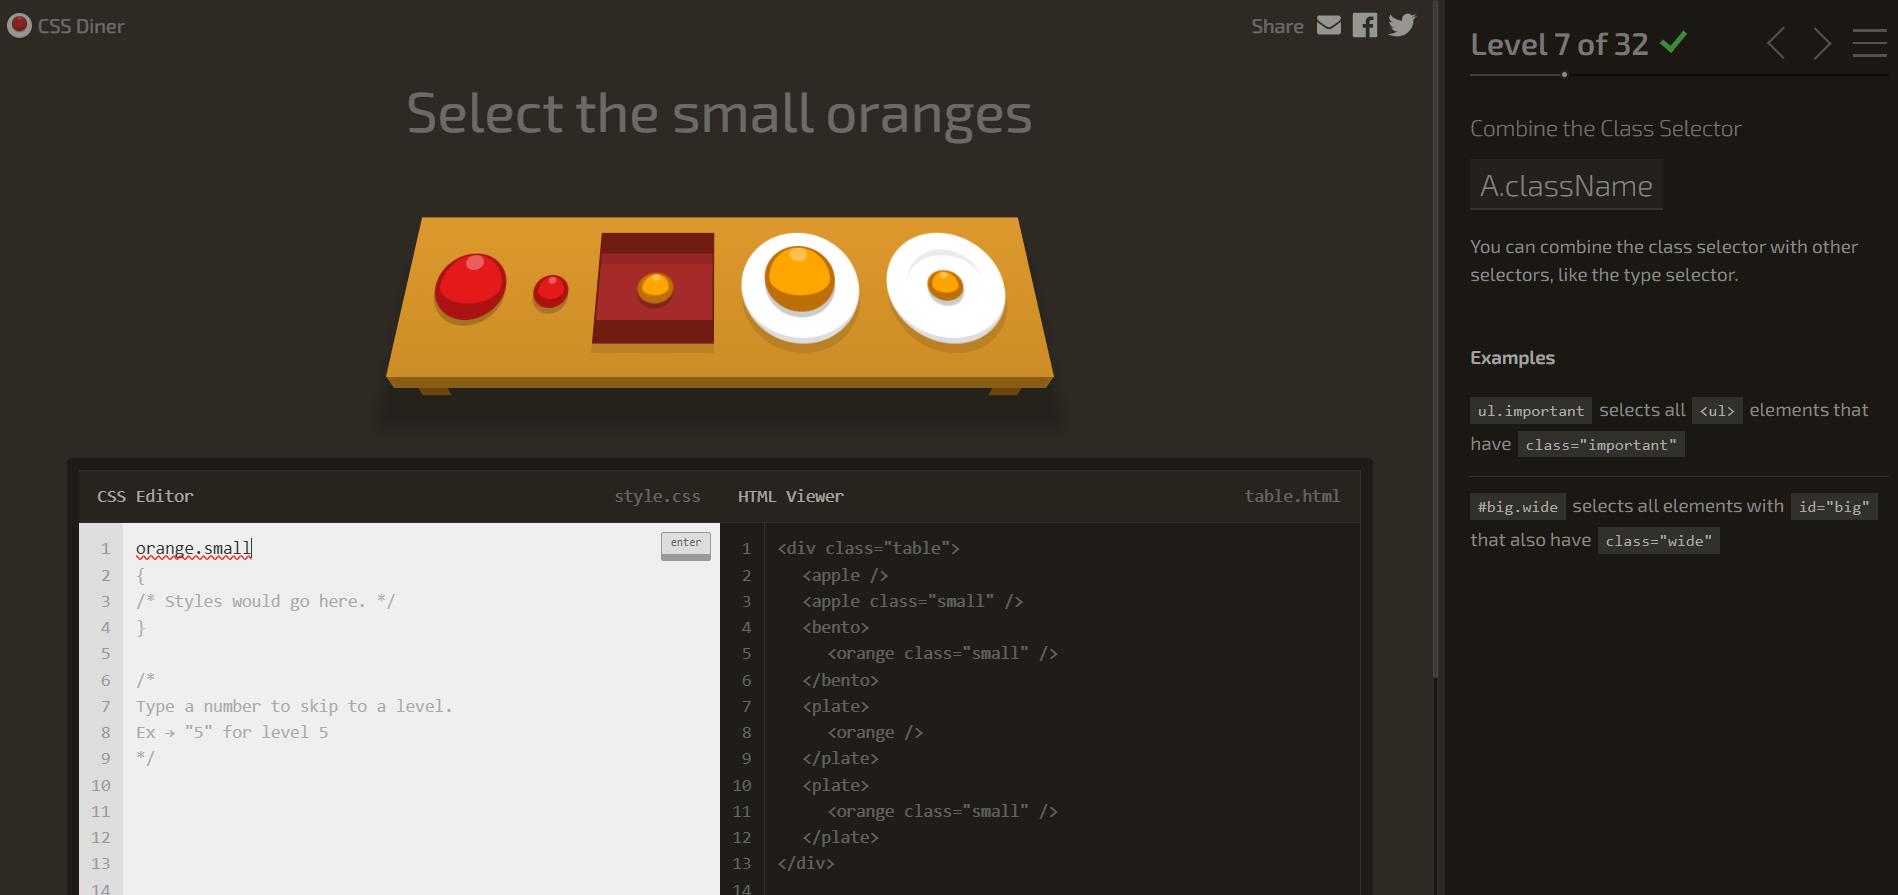 CSS Diner
Share
Select the small oranges
CSS Editor
style.css
1 orange.small
enter
2 {
3 /* Styles would go here. */
4 }
5
6 /*
7 Type a number to skip to a level.
8 Ex → "5" for level 5
9 */
10
11
12
13
14
HTML Viewer
table.html
1 <div class="table">
2 <apple />
3 <apple class="small" />
4 <bento>
5 <orange class="small" />
6 </bento>
7 <plate>
8 <orange />
9 </plate>
10 <plate>
11 <orange class="small" />
12 </plate>
13 </div>
14
Level 7 of 32
Combine the Class Selector
A.className
You can combine the class selector with other
selectors, like the type selector.
Examples
ul.important selects all <ul> elements that
have class="important"
#big.wide selects all elements with id="big"
that also have class="wide"